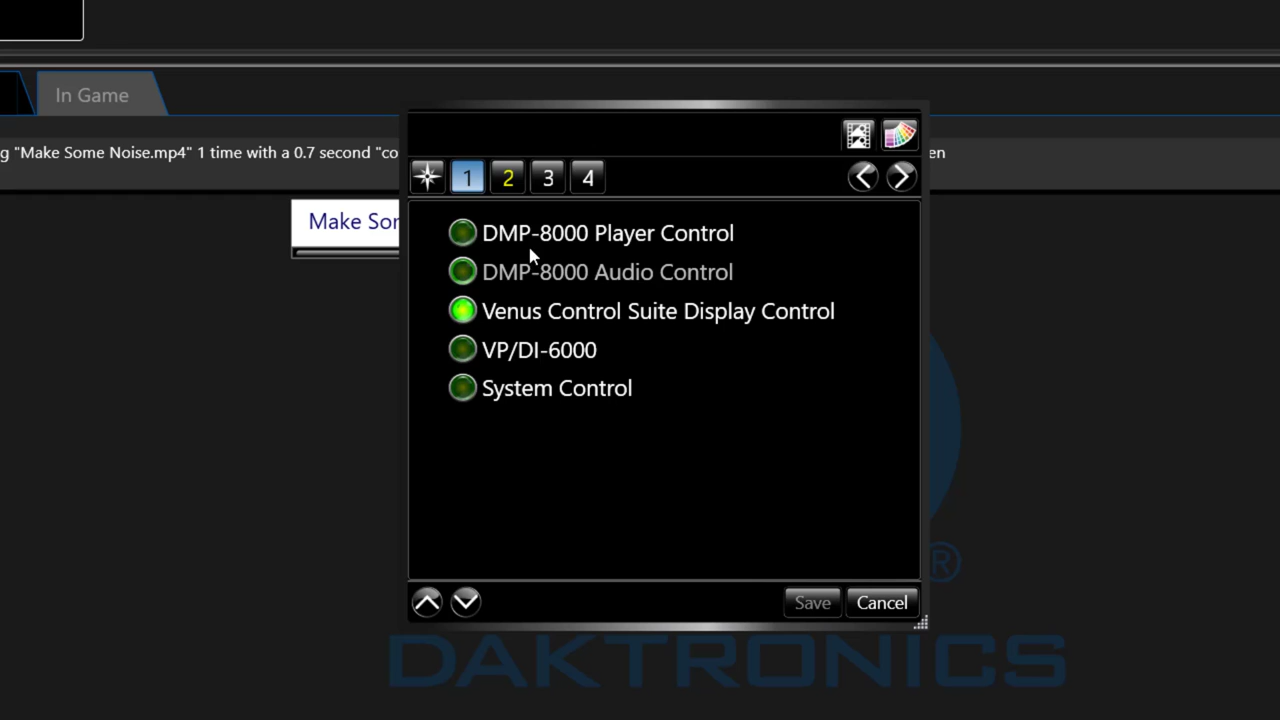 In Game
g "Make Some Noise.mp4" 1 time with a 0.7 second "co
en
1 2 3 4
Make Sor
DMP-8000 Player Control
DMP-8000 Audio Control
Venus Control Suite Display Control
VP/DI-6000
System Control
®
Save Cancel
DAKTRONICS